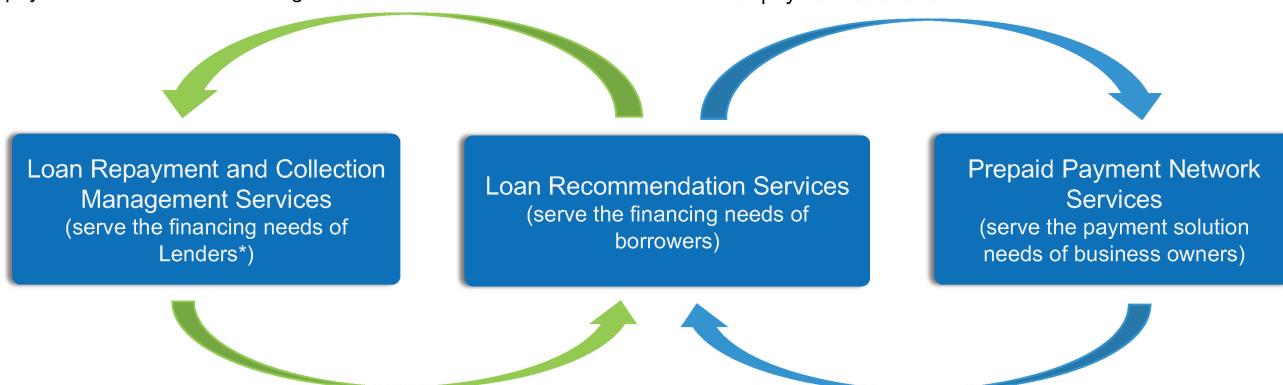 Loan Repayment and Collection
Management Services
(serve the financing needs of
Lenders*)
Loan Recommendation Services
(serve the financing needs of
borrowers)
Prepaid Payment Network
Services
(serve the payment solution
needs of business owners)